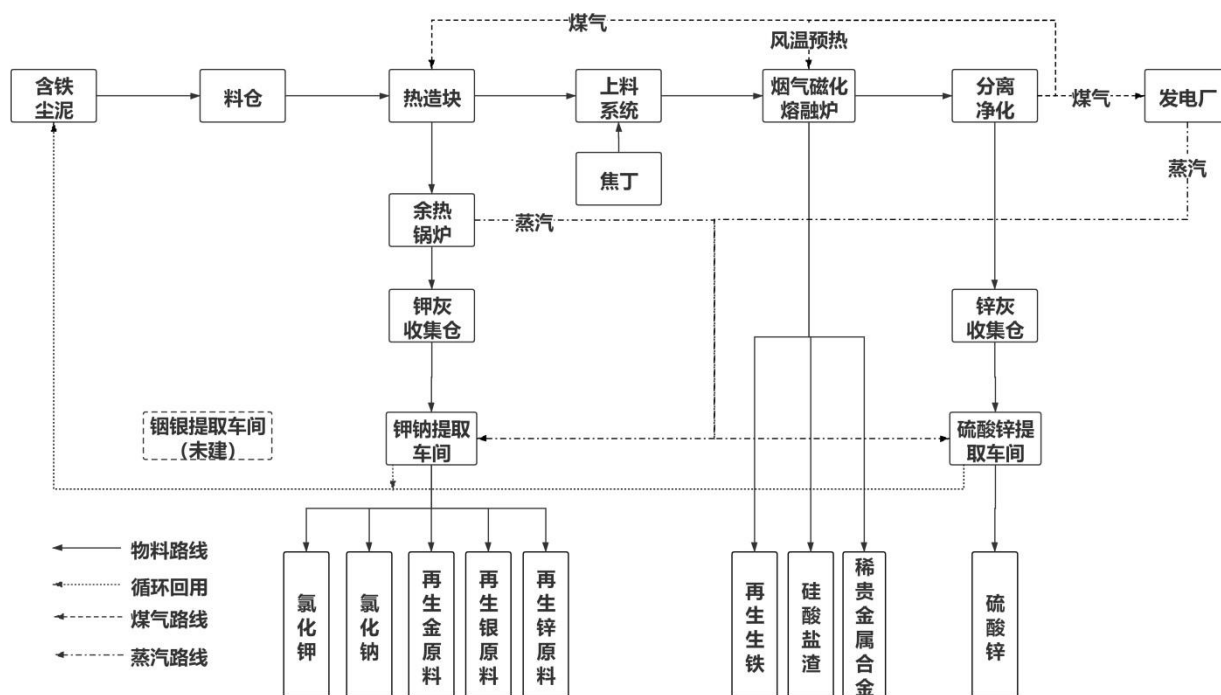 煤气
风温预热
含铁
尘泥
料仓
热造块
上料
系统
烟气磁化
熔融炉
分离
净化
煤气
发电厂
焦丁
蒸汽
余热
锅炉
蒸汽
钾灰
收集仓
锌灰
收集仓
铟银提取车间
（未建）
钾钠提取
车间
硫酸锌提
取车间
物料路线
循环回用
煤气路线
蒸汽路线
氯化钾
氯化钠
再生金原料
再生银原料
再生锌原料
再生生铁
硅酸盐渣
稀贵金属合金
硫酸锌